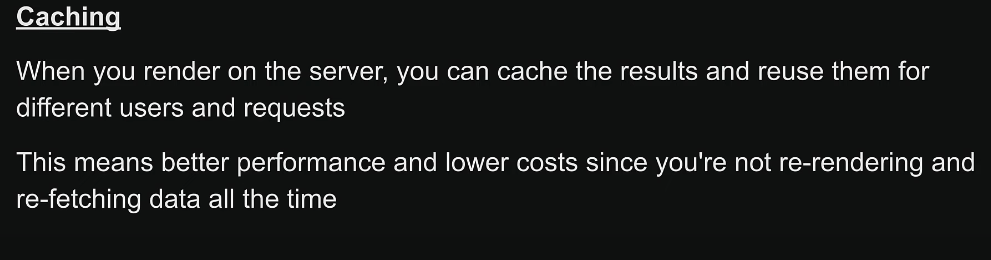 Caching
When you render on the server, you can cache the results and reuse them for
different users and requests
This means better performance and lower costs since you're not re-rendering and
re-fetching data all the time